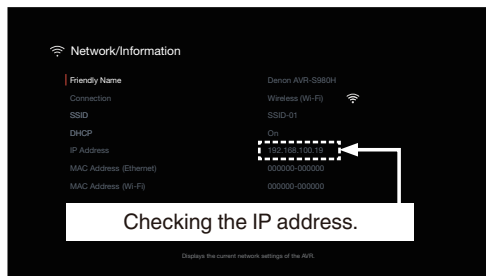 Network/Information
Friendly Name Denon AVR-S980H
Connection Wireless (Wi-Fi)
SSID SSID-01
DHCP On
IP Address 192.168.100.19
MAC Address (Ethernet) 000000-000000
MAC Address (Wi-Fi) 000000-000000
Checking the IP address.
Displays the current network settings of the AVR.